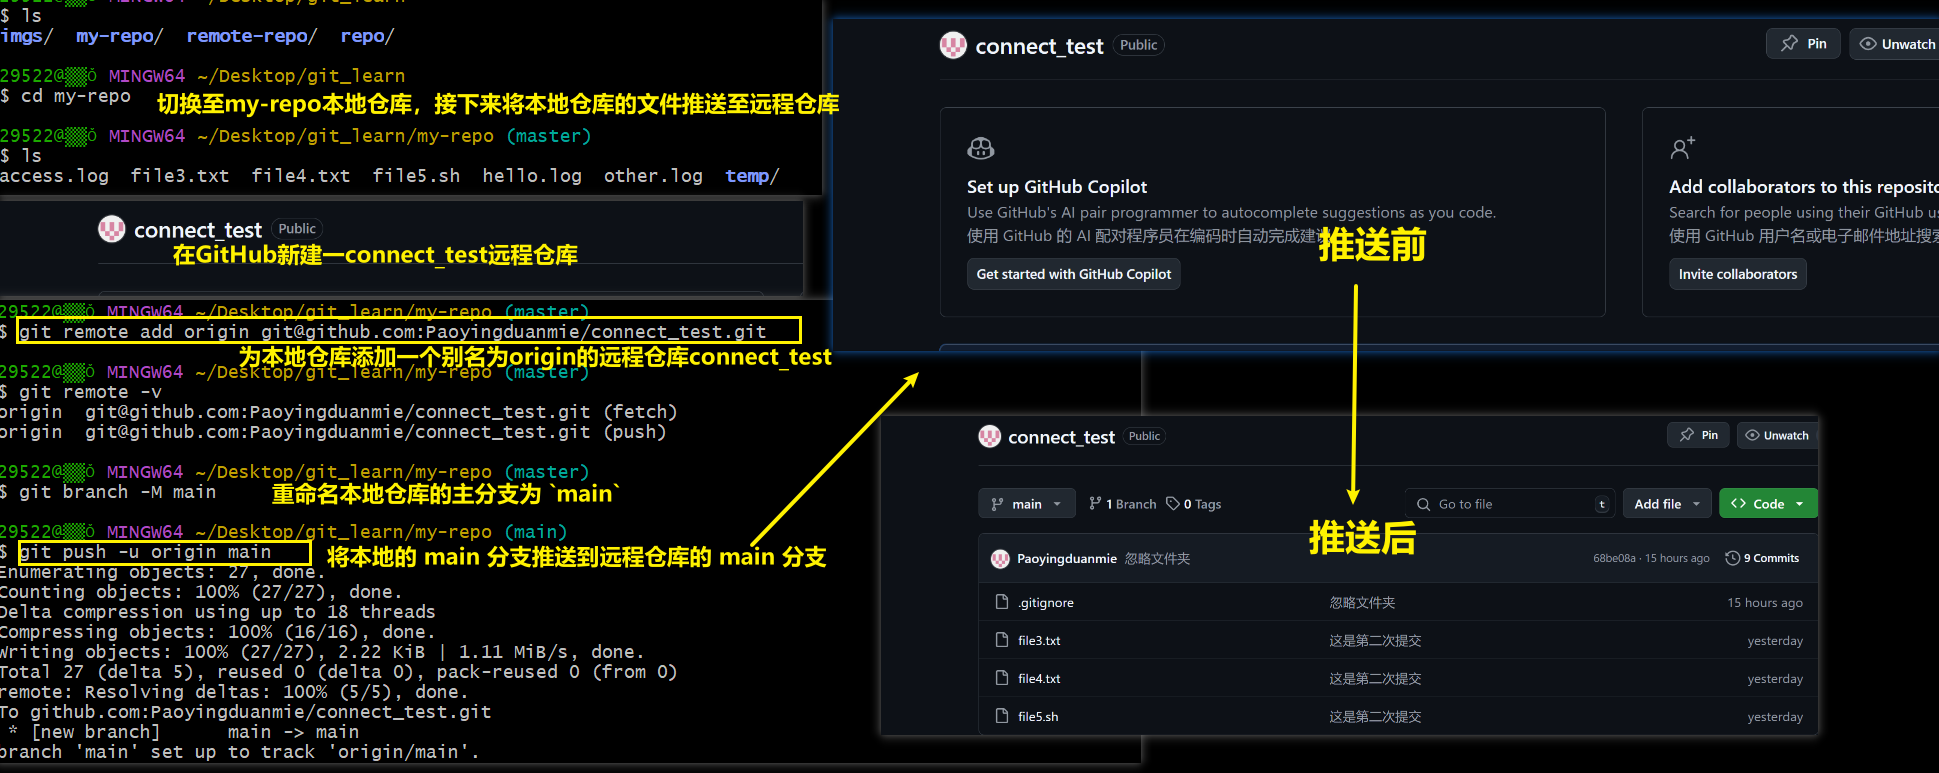 $ ls
imgs/ my-repo/ remote-repo/ repo/
29522@ MINGW64 ~/Desktop/git_learn
$ cd my-repo
切换至my-repo本地仓库，接下来将本地仓库的文件推送至远程仓库
29522@ MINGW64 ~/Desktop/git_learn/my-repo (master)
$ ls
access.log file3.txt file4.txt file5.sh hello.log other.log temp/
connect_test Public
在GitHub新建一connect_test远程仓库
29522@ MINGW64 ~/Desktop/git_learn/my-repo (master)
$ git remote add origin git@github.com:Paoyingduanmie/connect_test.git
为本地仓库添加一个别名为origin的远程仓库connect_test
29522@ MINGW64 ~/Desktop/git_learn/my-repo (master)
$ git remote -v
origin git@github.com:Paoyingduanmie/connect_test.git (fetch)
origin git@github.com:Paoyingduanmie/connect_test.git (push)
29522@ MINGW64 ~/Desktop/git_learn/my-repo (master)
$ git branch -M main
重命名本地仓库的主分支为 `main`
29522@ MINGW64 ~/Desktop/git_learn/my-repo (main)
$ git push -u origin main
将本地的 main 分支推送到远程仓库的 main 分支
Enumerating objects: 27, done.
Counting objects: 100% (27/27), done.
Delta compression using up to 18 threads
Compressing objects: 100% (16/16), done.
Writing objects: 100% (27/27), 2.22 KiB | 1.11 MiB/s, done.
Total 27 (delta 5), reused 0 (delta 0), pack-reused 0 (from 0)
remote: Resolving deltas: 100% (5/5), done.
To github.com:Paoyingduanmie/connect_test.git
* [new branch] main -> main
branch 'main' set up to track 'origin/main'.
connect_test Public Pin Unwatch
Set up GitHub Copilot
Use GitHub's AI pair programmer to autocomplete suggestions as you code.
使用 GitHub 的 AI 配对程序员在编码时自动完成建
Get started with GitHub Copilot
Add collaborators to this reposito
Search for people using their GitHub us
使用 GitHub 用户名或电子邮件地址搜索
Invite collaborators
推送前
推送后
connect_test Public Pin Unwatch
main 1 Branch 0 Tags Go to file t Add file Code
Paoyingduanmie 忽略文件夹 68be08a · 15 hours ago 9 Commits
.gitignore 忽略文件夹 15 hours ago
file3.txt 这是第二次提交 yesterday
file4.txt 这是第二次提交 yesterday
file5.sh 这是第二次提交 yesterday